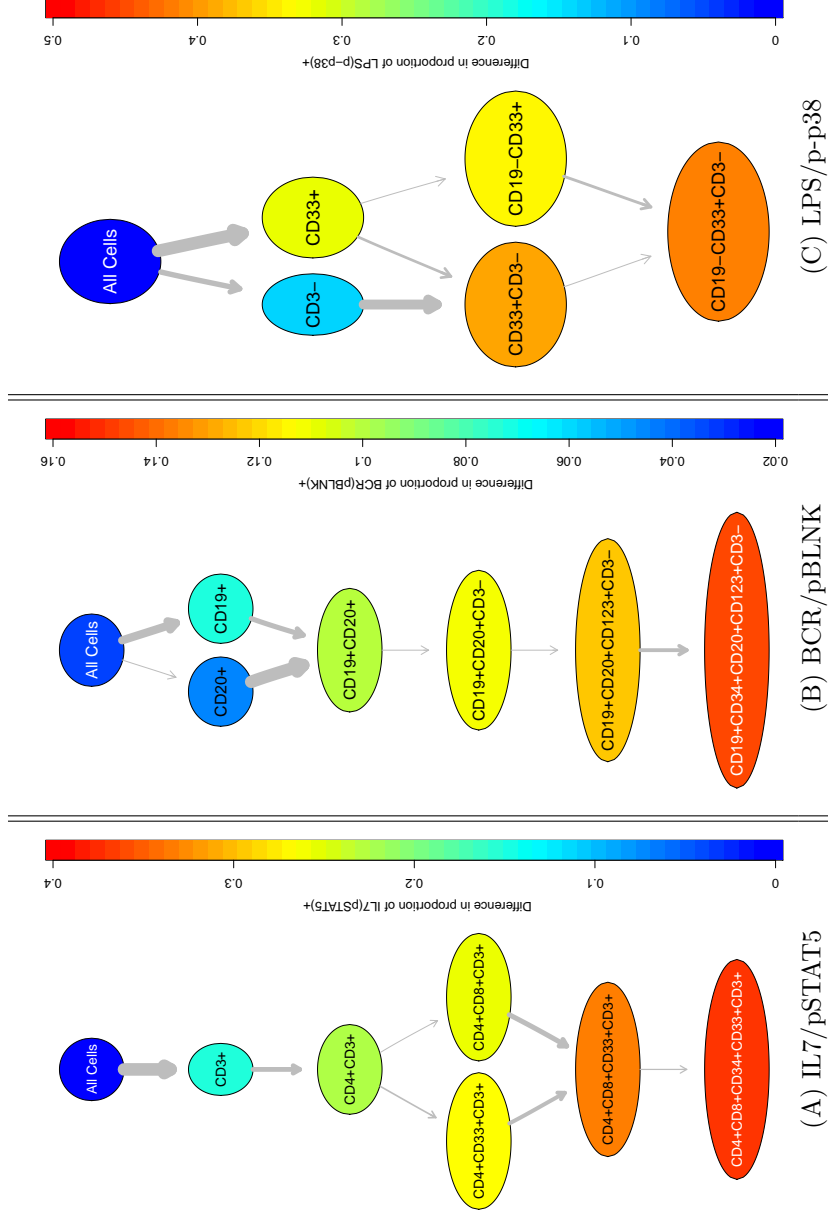 All Cells
CD3+
CD4+CD3+
CD4+CD33+CD3+
CD4+CD8+CD3+
CD4+CD8+CD33+CD3+
CD4+CD8+CD34+CD33+CD3+
0
0.1
0.2
0.3
0.4
Difference in proportion of IL7(pSTAT5)+
(A) IL7/pSTAT5
All Cells
CD20+
CD19+
CD19+CD20+
CD19+CD20+CD3−
CD19+CD20+CD123+CD3−
CD19+CD34+CD20+CD123+CD3−
0.02
0.04
0.06
0.08
0.1
0.12
0.14
0.16
Difference in proportion of BCR(pBLNK)+
(B) BCR/pBLNK
All Cells
CD3−
CD33+
CD33+CD3−
CD19−CD33+
CD19−CD33+CD3−
0
0.1
0.2
0.3
0.4
0.5
Difference in proportion of LPS(p−p38)+
(C) LPS/p-p38